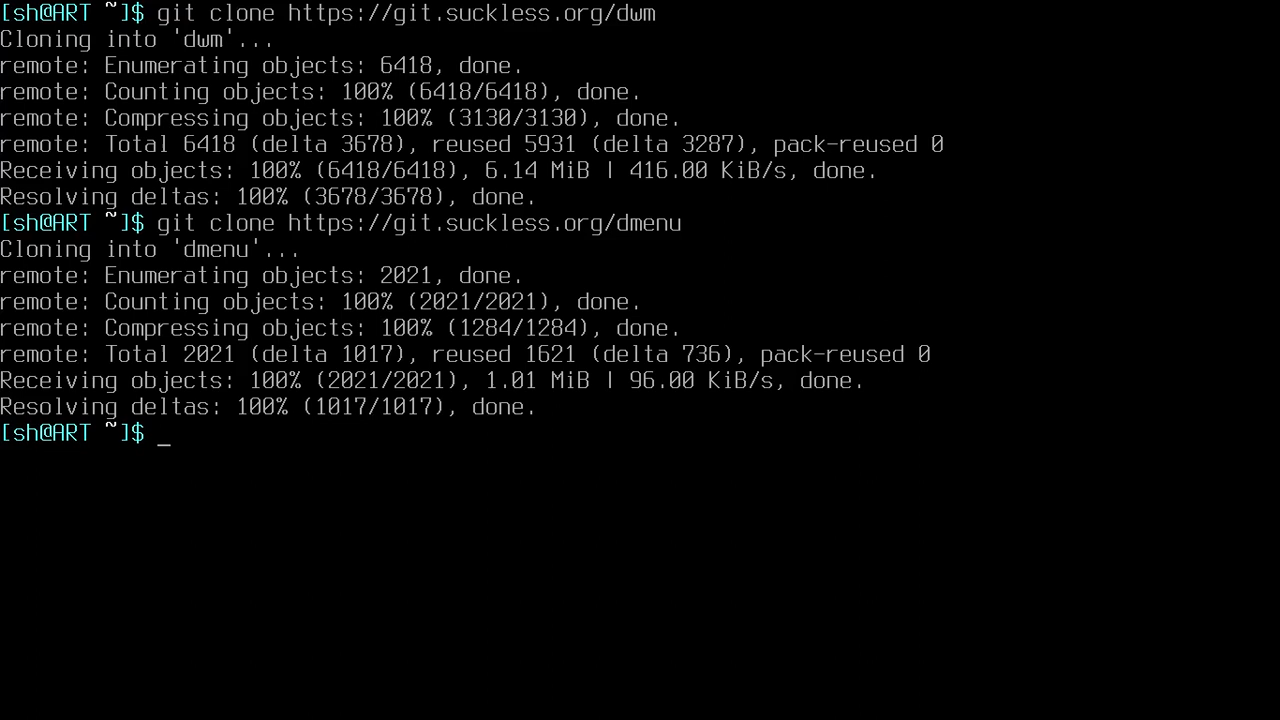 [sh@ART ~]$ git clone https://git.suckless.org/dwm
Cloning into 'dwm'...
remote: Enumerating objects: 6418, done.
remote: Counting objects: 100% (6418/6418), done.
remote: Compressing objects: 100% (3130/3130), done.
remote: Total 6418 (delta 3678), reused 5931 (delta 3287), pack-reused 0
Receiving objects: 100% (6418/6418), 6.14 MiB | 416.00 KiB/s, done.
Resolving deltas: 100% (3678/3678), done.
[sh@ART ~]$ git clone https://git.suckless.org/dmenu
Cloning into 'dmenu'...
remote: Enumerating objects: 2021, done.
remote: Counting objects: 100% (2021/2021), done.
remote: Compressing objects: 100% (1284/1284), done.
remote: Total 2021 (delta 1017), reused 1621 (delta 736), pack-reused 0
Receiving objects: 100% (2021/2021), 1.01 MiB | 96.00 KiB/s, done.
Resolving deltas: 100% (1017/1017), done.
[sh@ART ~]$ _